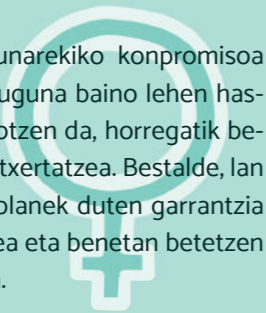 unarekiko konpromisoa
uguna baino lehen has-
otzen da, horregatik be-
txertatzea. Bestalde, lan
planek duten garrantzia
ea eta benetan betetzen